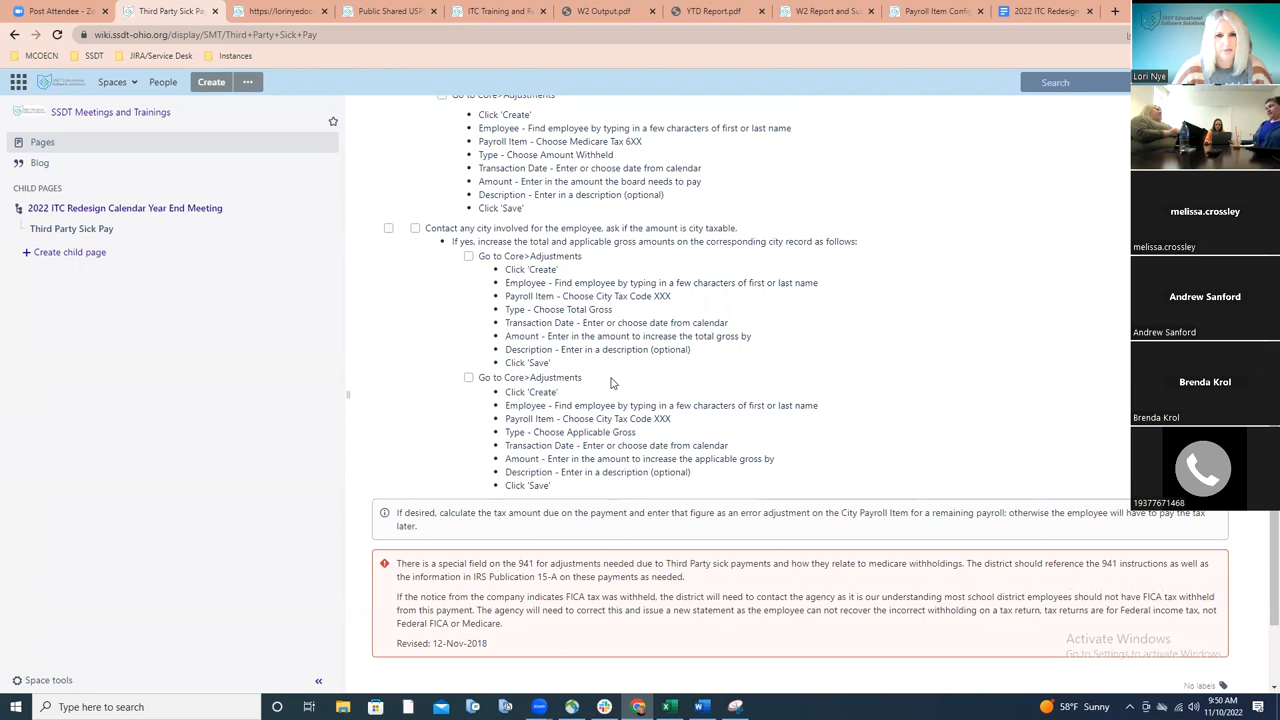 Post Attendee - Zoom
Third Party Sick Pay
https://lorinyedoc
Public Shared USPS
ITC Training and Re
W2 Output.pdf
YTD Report.pdf
W2 Report and Sub
Payroll Item Config
2022 ITC Redesign
wiki.ssdt-ohio.org/display/SMT/Third+Party+Sick+Pay
MCOECN
SSDT
JIRA/Service Desk
Instances
Spaces
People
Create
Search
SSDT Meetings and Trainings
Pages
Blog
CHILD PAGES
2022 ITC Redesign Calendar Year End Meeting
Third Party Sick Pay
+ Create child page
Go to Core>Adjustments
Click 'Create'
Employee - Find employee by typing in a few characters of first or last name
Payroll Item - Choose Medicare Tax 6XX
Type - Choose Amount Withheld
Transaction Date - Enter or choose date from calendar
Amount - Enter in the amount the board needs to pay
Description - Enter in a description (optional)
Click 'Save'
Contact any city involved for the employee, ask if the amount is city taxable.
If yes, increase the total and applicable gross amounts on the corresponding city record as follows:
Go to Core>Adjustments
Click 'Create'
Employee - Find employee by typing in a few characters of first or last name
Payroll Item - Choose City Tax Code XXX
Type - Choose Total Gross
Transaction Date - Enter or choose date from calendar
Amount - Enter in the amount to increase the total gross by
Description - Enter in a description (optional)
Click 'Save'
Go to Core>Adjustments
Click 'Create'
Employee - Find employee by typing in a few characters of first or last name
Payroll Item - Choose City Tax Code XXX
Type - Choose Applicable Gross
Transaction Date - Enter or choose date from calendar
Amount - Enter in the amount to increase the applicable gross by
Description - Enter in a description (optional)
Click 'Save'
If desired, calculate the tax amount due on the payment and enter that figure as an error adjustment on the City Payroll Item for a remaining payroll; otherwise the employee will have to pay the tax
later.
There is a special field on the 941 for adjustments needed due to Third Party sick payments and how they relate to medicare withholdings. The district should reference the 941 instructions as well as
the information in IRS Publication 15-A on these payments as needed.
If the notice from the company indicates FICA tax was withheld, the district will need to contact the agency as it is our understanding most school district employees should not have FICA tax withheld
from this payment. The agency will need to correct this and issue a new statement as the employee can not recover the incorrect withholding on a tax return, tax returns are for Federal income tax, not
Federal FICA or Medicare.
Revised: 12-Nov-2018
Activate Windows
Go to Settings to activate Windows.
No labels
Space tools
Type here to search
58°F Sunny
9:50 AM
11/10/2022
SSDT Educational
Software Solutions
Lori Nye
melissa.crossley
melissa.crossley
Andrew Sanford
Andrew Sanford
Brenda Krol
Brenda Krol
19377671468